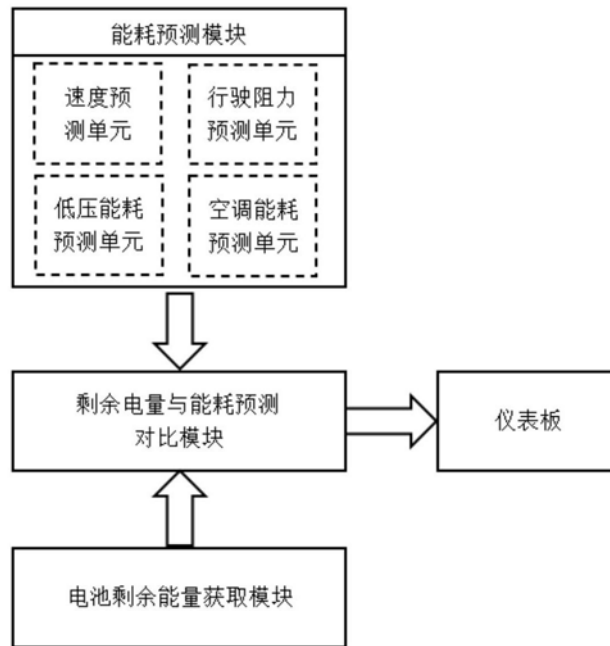 能耗预测模块
速度预
测单元
行驶阻力
预测单元
低压能耗
预测单元
空调能耗
预测单元
剩余电量与能耗预测
对比模块
仪表板
电池剩余能量获取模块